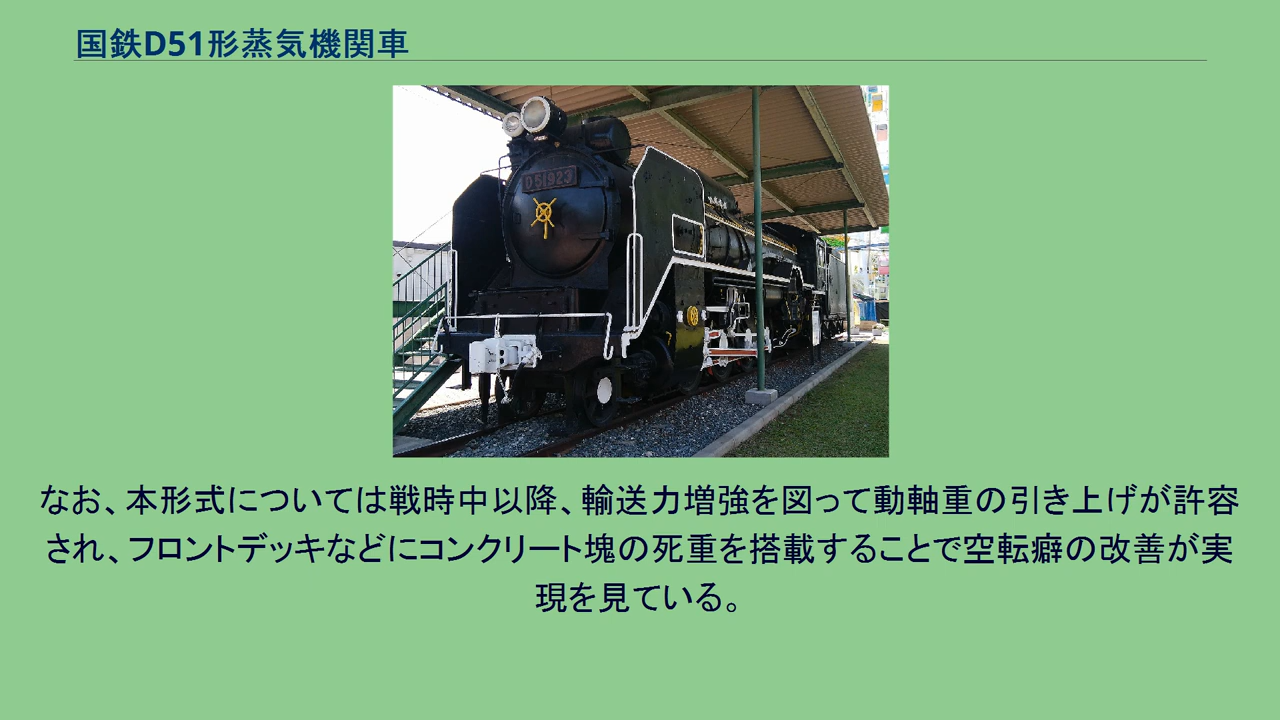 国鉄D51形蒸気機関車
D51923
なお、本形式については戦時中以降、輸送力増強を図って動軸重の引き上げが許容
され、フロントデッキなどにコンクリート塊の死重を搭載することで空転癖の改善が実
現を見ている。